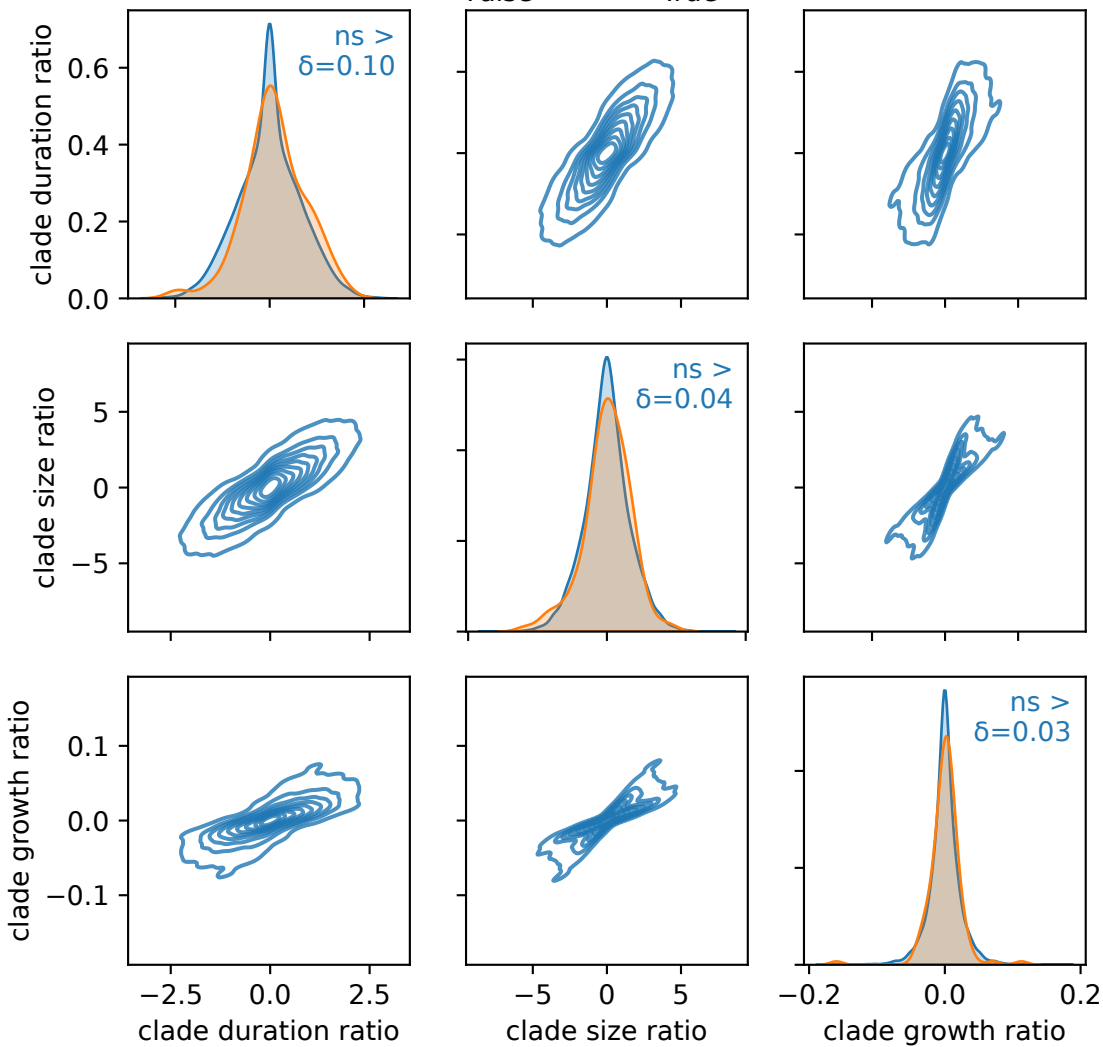 clade duration ratio
0.6
0.4
0.2
0.0
ns >
δ=0.10
clade size ratio
5
0
−5
ns >
δ=0.04
clade growth ratio
0.1
0.0
−0.1
ns >
δ=0.03
−2.5 0.0 2.5
−5 0 5
−0.2 0.0 0.2
clade duration ratio
clade size ratio
clade growth ratio